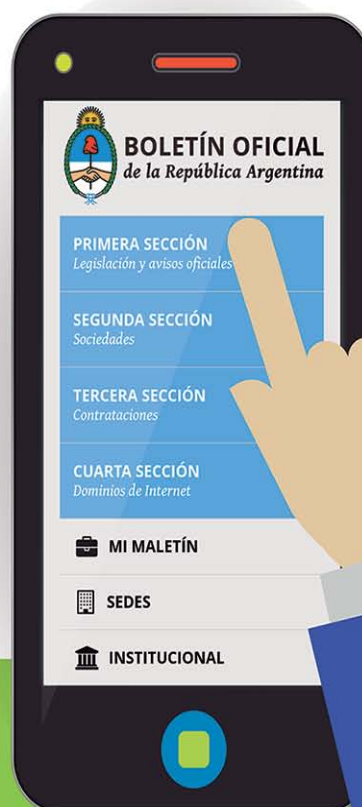 BOLETÍN OFICIAL
de la República Argentina
PRIMERA SECCIÓN
Legislación y avisos oficiales
SEGUNDA SECCIÓN
Sociedades
TERCERA SECCIÓN
Contrataciones
CUARTA SECCIÓN
Dominios de Internet
MI MALETÍN
SEDES
INSTITUCIONAL